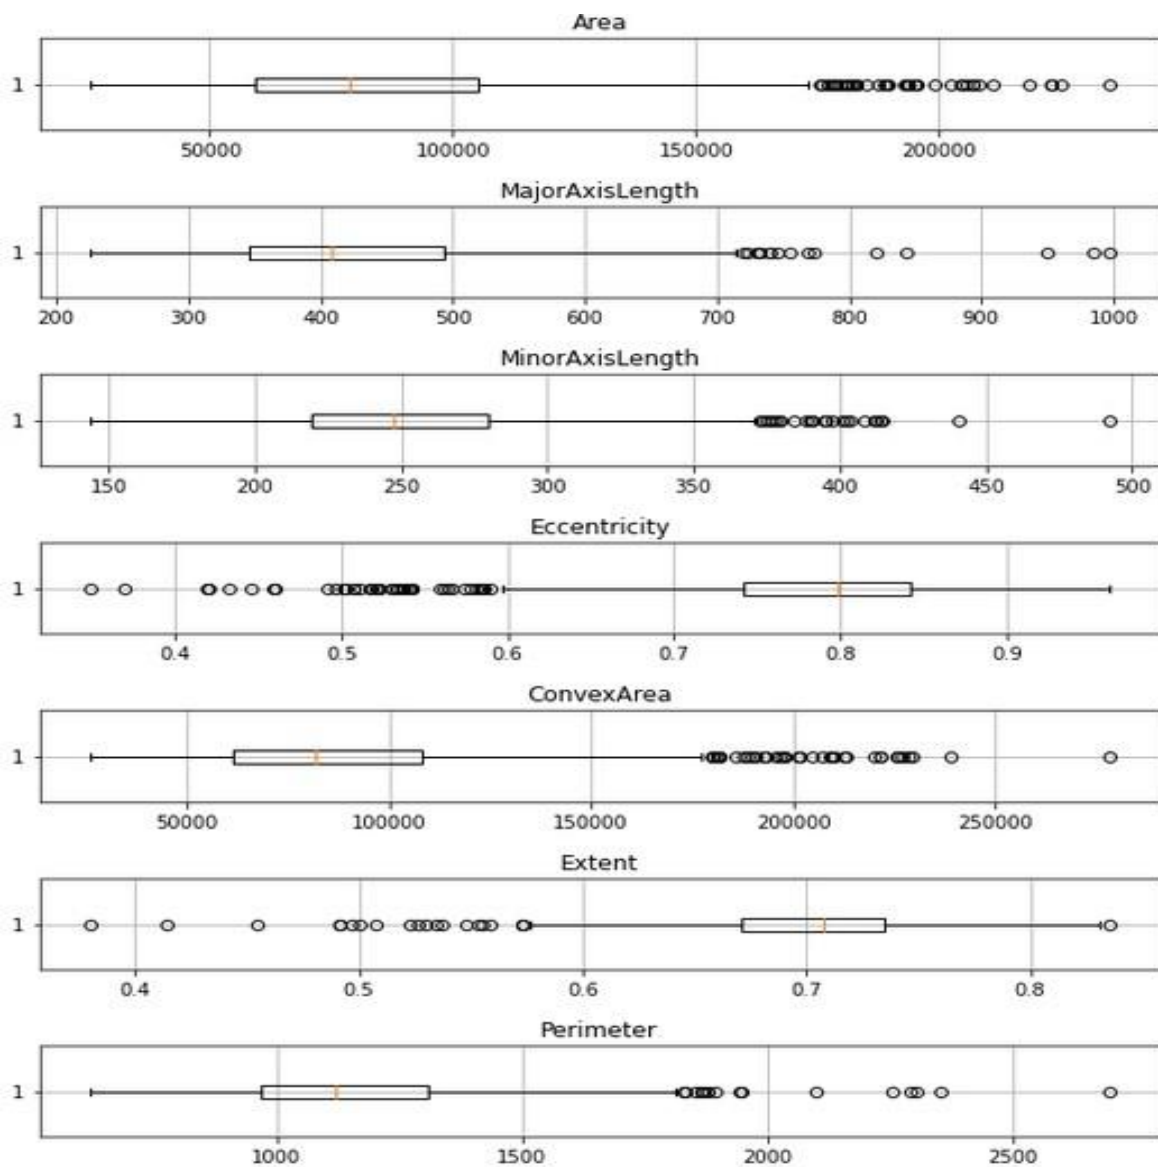 Area
1
50000 100000 150000 200000
MajorAxisLength
1
200 300 400 500 600 700 800 900 1000
MinorAxisLength
1
150 200 250 300 350 400 450 500
Eccentricity
1
0.4 0.5 0.6 0.7 0.8 0.9
ConvexArea
1
50000 100000 150000 200000 250000
Extent
1
0.4 0.5 0.6 0.7 0.8
Perimeter
1
1000 1500 2000 2500